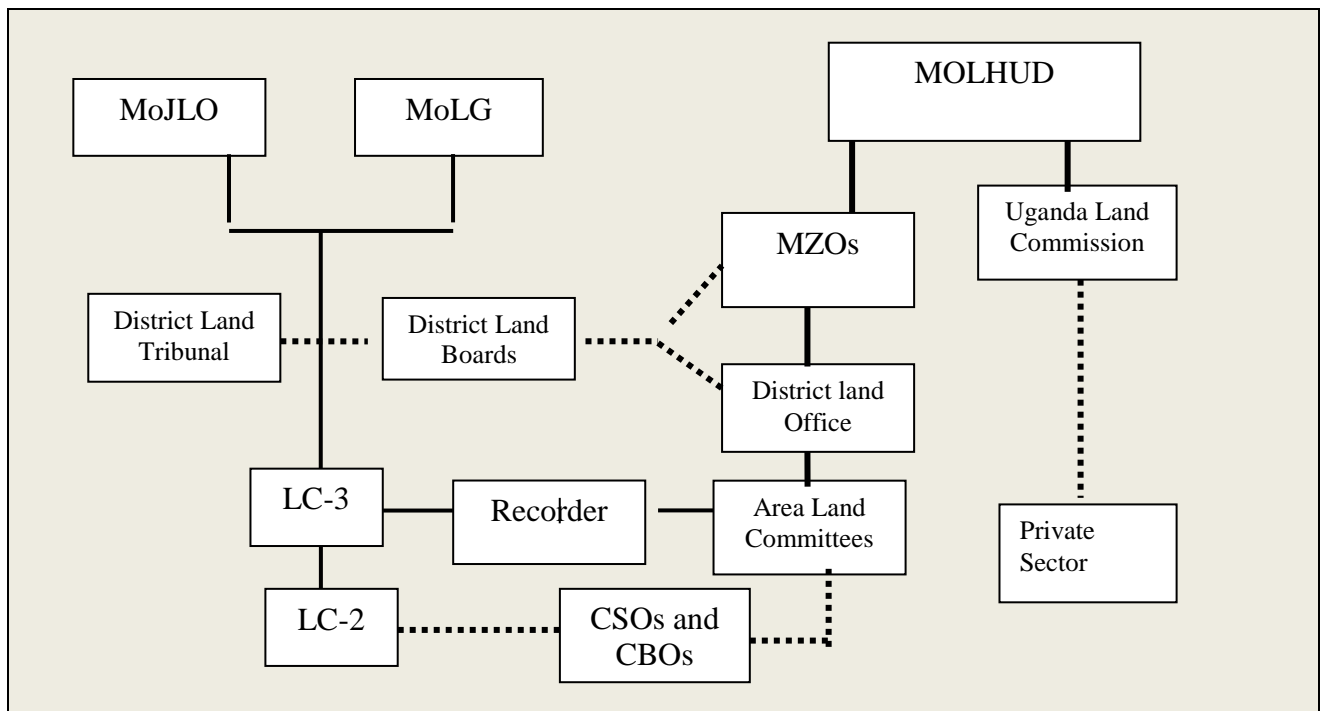 MoJLO
MoLG
MOLHUD
MZOs
Uganda Land
Commission
District Land
Tribunal
District Land
Boards
District land
Office
LC-3
Recorder
Area Land
Committees
Private
Sector
LC-2
CSOs and
CBOs